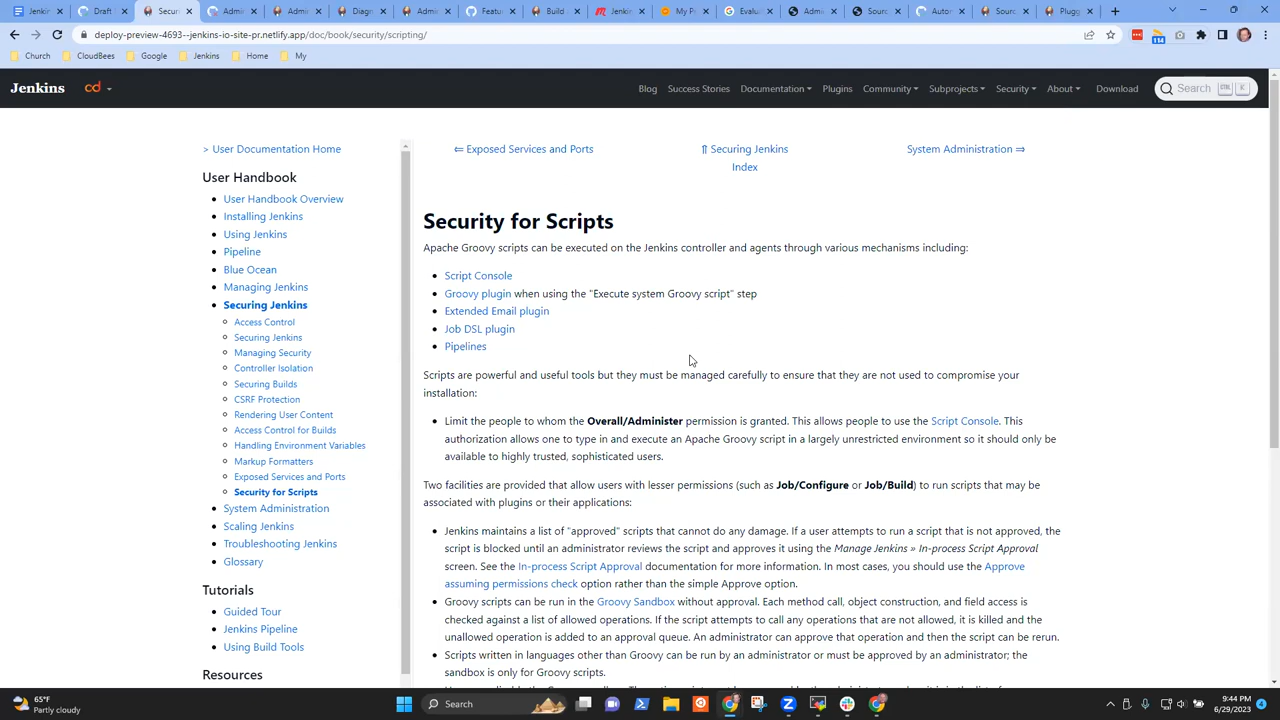 Draft
Securi
Admi
Admi
Diagn
Admi
Featu
Build
Jenkin
My Pi
Evalu
Admi
Sourc
Autor
Sourc
Plugg
deploy-preview-4693--jenkins-io-site-pr.netlify.app/doc/book/security/scripting/
114
Church
CloudBees
Google
Jenkins
Home
My
Jenkins
cd
Blog
Success Stories
Documentation
Plugins
Community
Subprojects
Security
About
Download
Search
CTRL
K
> User Documentation Home
User Handbook
User Handbook Overview
Installing Jenkins
Using Jenkins
Pipeline
Blue Ocean
Managing Jenkins
Securing Jenkins
Access Control
Securing Jenkins
Managing Security
Controller Isolation
Securing Builds
CSRF Protection
Rendering User Content
Access Control for Builds
Handling Environment Variables
Markup Formatters
Exposed Services and Ports
Security for Scripts
System Administration
Scaling Jenkins
Troubleshooting Jenkins
Glossary
Tutorials
Guided Tour
Jenkins Pipeline
Using Build Tools
Resources
⇐ Exposed Services and Ports
⇑ Securing Jenkins
Index
System Administration ⇒
Security for Scripts
Apache Groovy scripts can be executed on the Jenkins controller and agents through various mechanisms including:
Script Console
Groovy plugin when using the "Execute system Groovy script" step
Extended Email plugin
Job DSL plugin
Pipelines
Scripts are powerful and useful tools but they must be managed carefully to ensure that they are not used to compromise your
installation:
Limit the people to whom the Overall/Administer permission is granted. This allows people to use the Script Console. This
authorization allows one to type in and execute an Apache Groovy script in a largely unrestricted environment so it should only be
available to highly trusted, sophisticated users.
Two facilities are provided that allow users with lesser permissions (such as Job/Configure or Job/Build) to run scripts that may be
associated with plugins or their applications:
Jenkins maintains a list of "approved" scripts that cannot do any damage. If a user attempts to run a script that is not approved, the
script is blocked until an administrator reviews the script and approves it using the Manage Jenkins » In-process Script Approval
screen. See the In-process Script Approval documentation for more information. In most cases, you should use the Approve
assuming permissions check option rather than the simple Approve option.
Groovy scripts can be run in the Groovy Sandbox without approval. Each method call, object construction, and field access is
checked against a list of allowed operations. If the script attempts to call any operations that are not allowed, it is killed and the
unallowed operation is added to an approval queue. An administrator can approve that operation and then the script can be rerun.
Scripts written in languages other than Groovy can be run by an administrator or must be approved by an administrator; the
sandbox is only for Groovy scripts.
65°F
Partly cloudy
Search
9:44 PM
6/29/2023
4